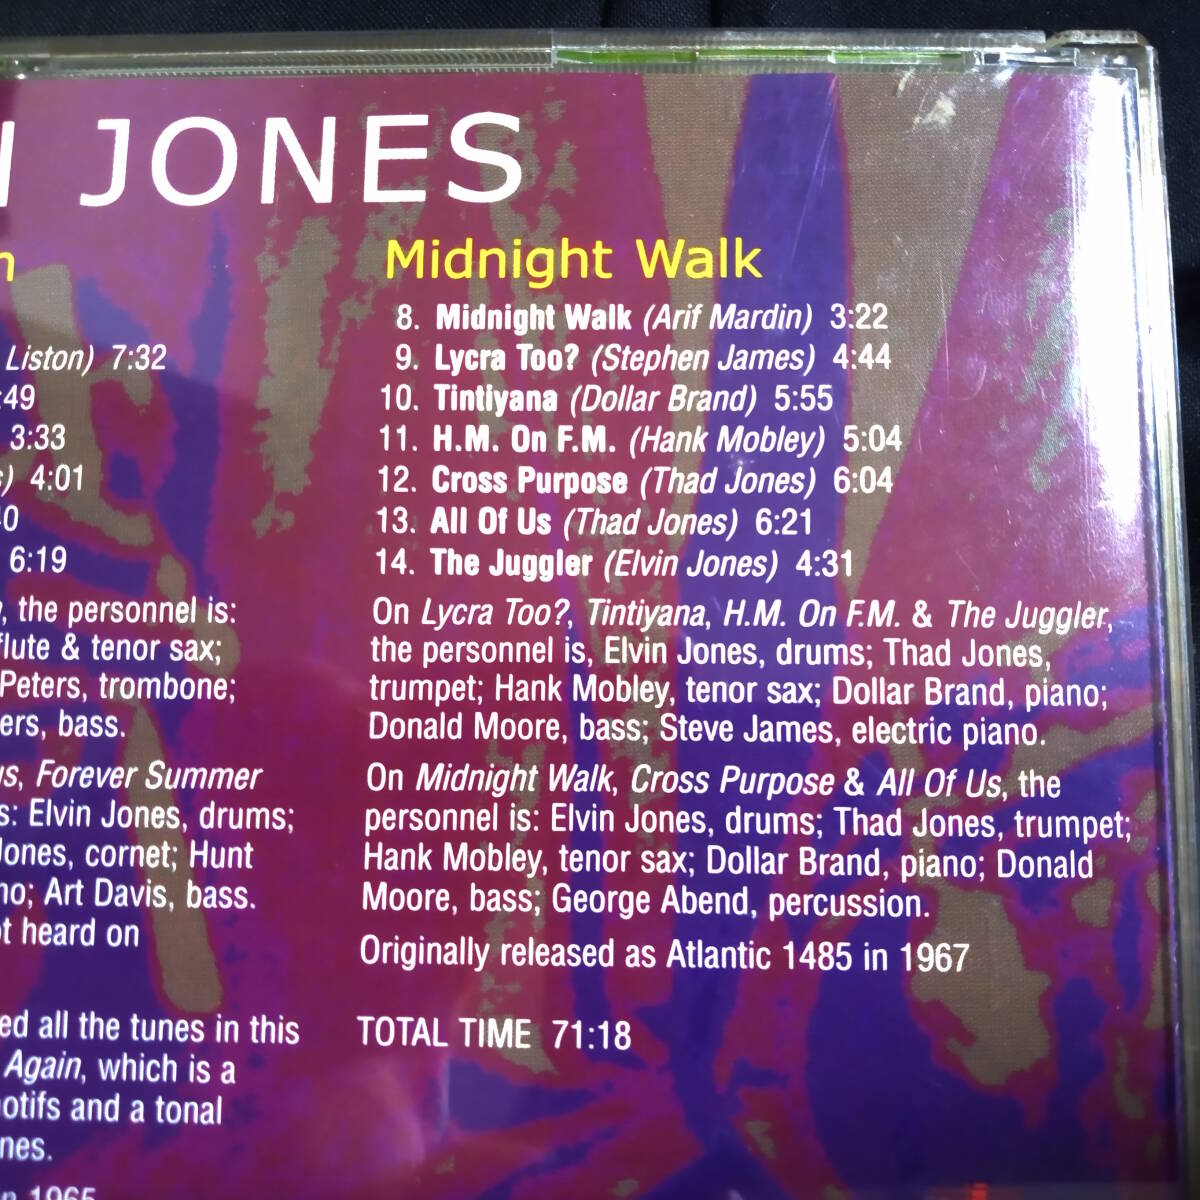 JONES
Midnight Walk
8. Midnight Walk (Arif Mardin) 3:22
9. Lycra Too? (Stephen James) 4:44
10. Tintiyana (Dollar Brand) 5:55
11. H.M. On F.M. (Hank Mobley) 5:04
12. Cross Purpose (Thad Jones) 6:04
13. All Of Us (Thad Jones) 6:21
14. The Juggler (Elvin Jones) 4:31
On Lycra Too?, Tintiyana, H.M. On F.M. & The Juggler,
the personnel is, Elvin Jones, drums; Thad Jones,
trumpet; Hank Mobley, tenor sax; Dollar Brand, piano;
Donald Moore, bass; Steve James, electric piano.
On Midnight Walk, Cross Purpose & All Of Us, the
personnel is: Elvin Jones, drums; Thad Jones, trumpet;
Hank Mobley, tenor sax; Dollar Brand, piano; Donald
Moore, bass; George Abend, percussion.
Originally released as Atlantic 1485 in 1967
TOTAL TIME 71:18
Liston) 7:32
:49
3:33
4:01
6:19
the personnel is:
flute & tenor sax;
Peters, trombone;
bass.
Forever Summer
Elvin Jones, drums;
Jones, cornet; Hunt
Art Davis, bass.
heard on
all the tunes in this
Again, which is a
and a tonal
1965